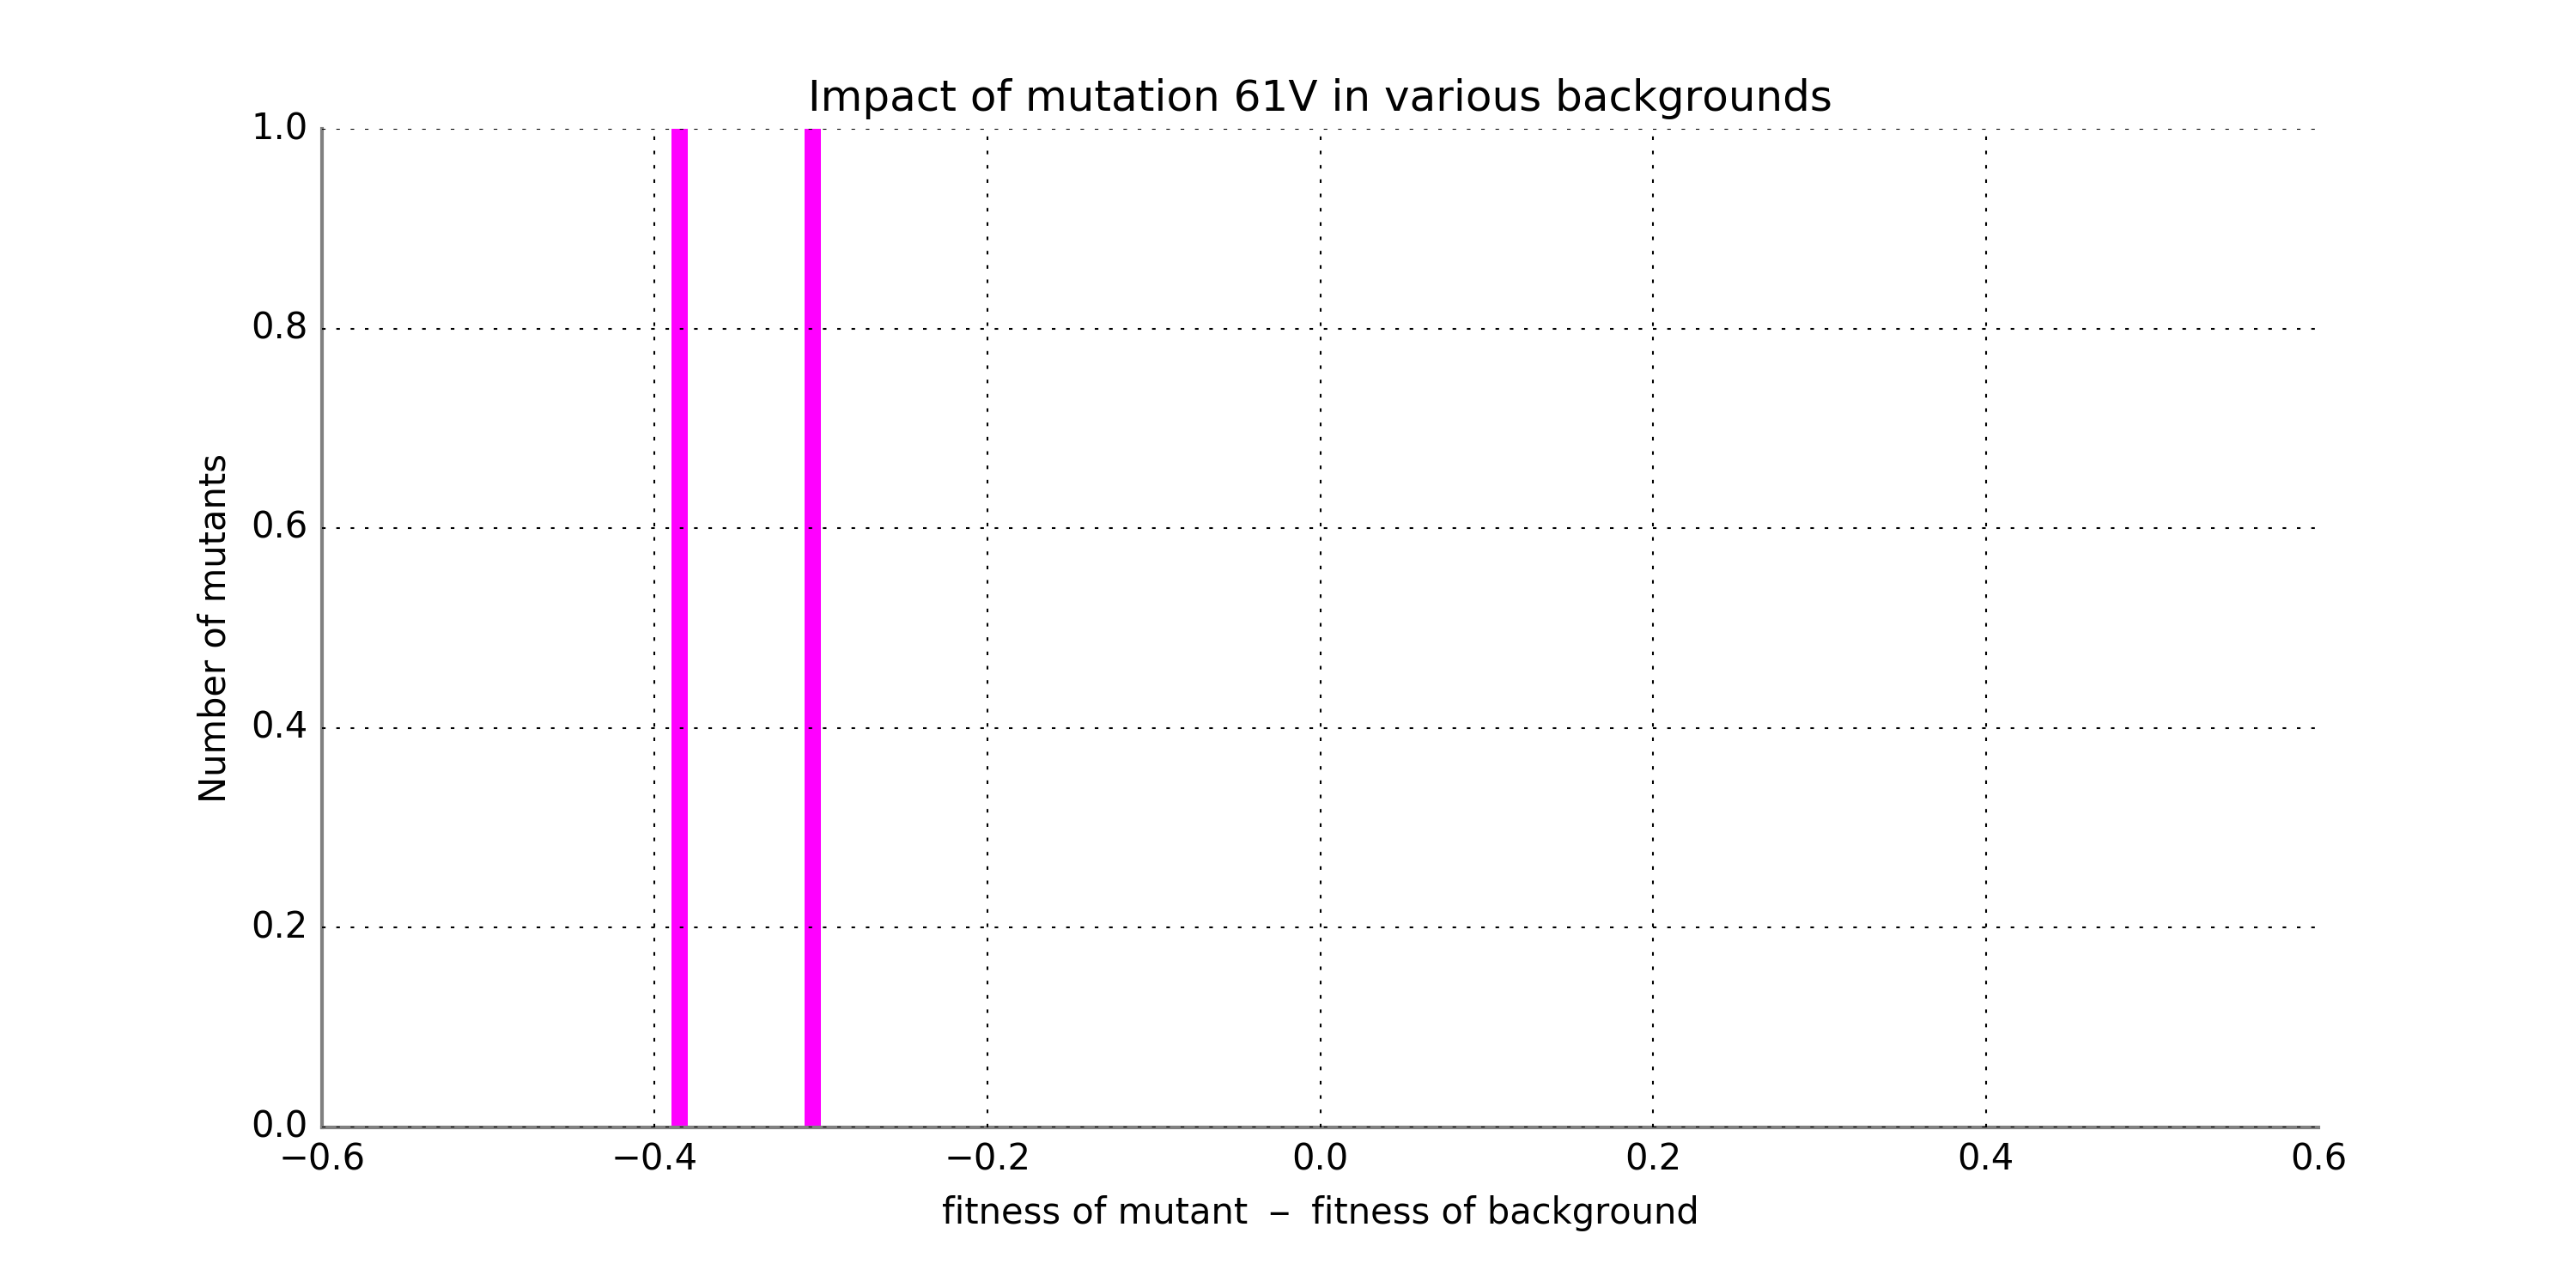 Impact of mutation 61V in various backgrounds
1.0
0.8
0.6
0.4
0.2
0.0
Number of mutants
−0.6 −0.4 −0.2 0.0 0.2 0.4 0.6
fitness of mutant − fitness of background